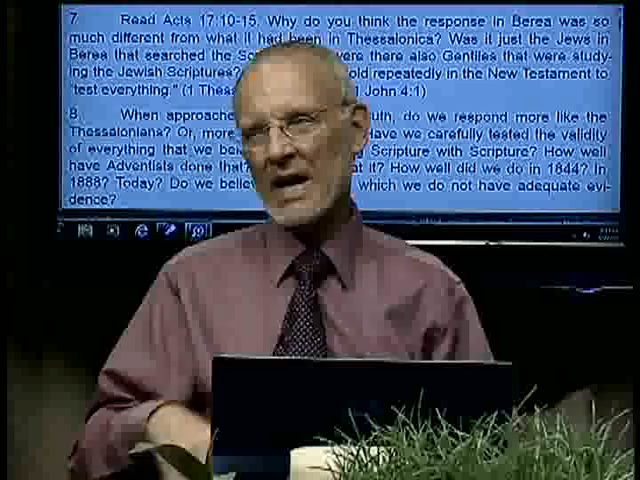 7 Read Acts 17:10-15. Why do you think the response in Berea was so
much different from what it had been in Thessalonica? Was it just the Jews in
Berea that searched the Sc were there also Gentiles that were study-
ing the Jewish Scriptures? old repeatedly in the New Testament to
"test everything." (1 Thess 1 John 4:1)
8 When approache uth, do we respond more like the
Thessalonians? Or, more Have we carefully tested the validity
of everything that we bel g Scripture with Scripture? How well
have Adventists done that? at it? How well did we do in 1844? In
1888? Today? Do we believ which we do not have adequate evi-
dence?